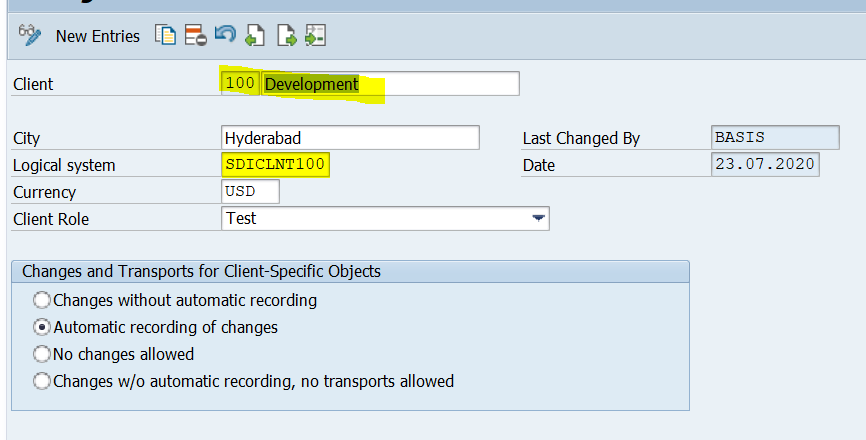 New Entries
Client 100 Development
City Hyderabad Last Changed By BASIS
Logical system SDICLNT100 Date 23.07.2020
Currency USD
Client Role Test
Changes and Transports for Client-Specific Objects
Changes without automatic recording
Automatic recording of changes
No changes allowed
Changes w/o automatic recording, no transports allowed